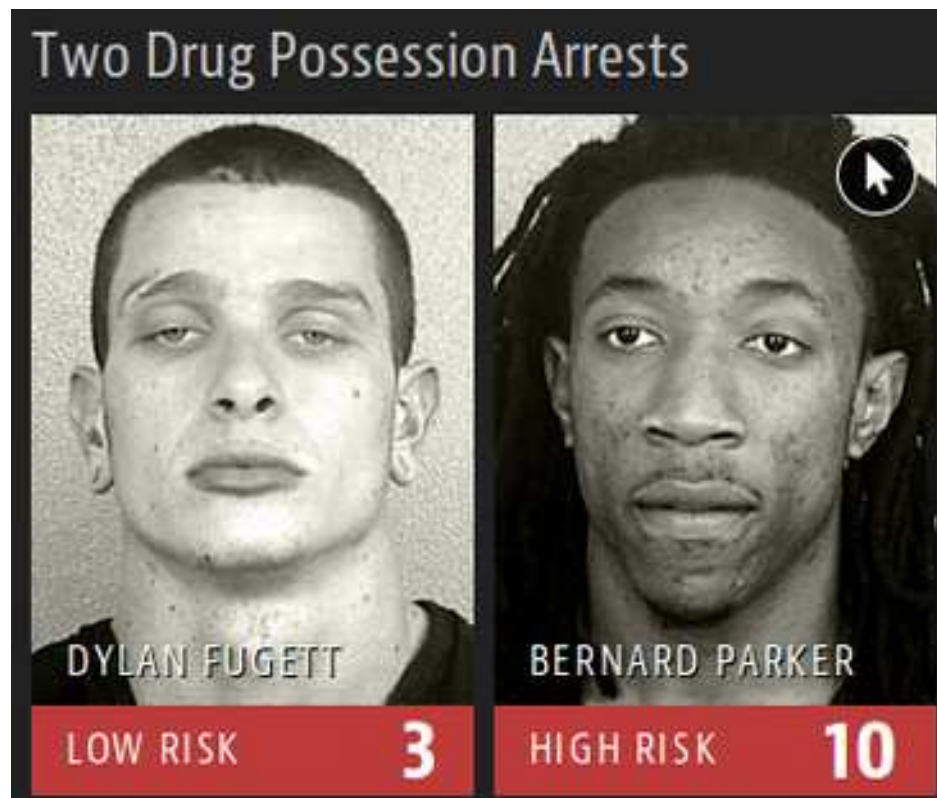 Two Drug Possession Arrests
DYLAN FUGETT
BERNARD PARKER
LOW RISK 3
HIGH RISK 10